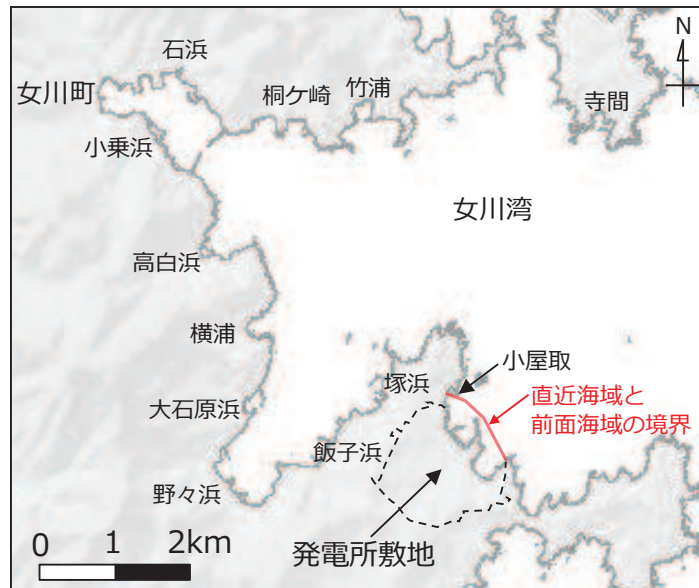 N
石浜
女川町
桐ケ崎
竹浦
寺間
小乗浜
女川湾
高白浜
横浦
小屋取
塚浜
直近海域と
前面海域の境界
大石原浜
飯子浜
野々浜
発電所敷地
0 1 2km